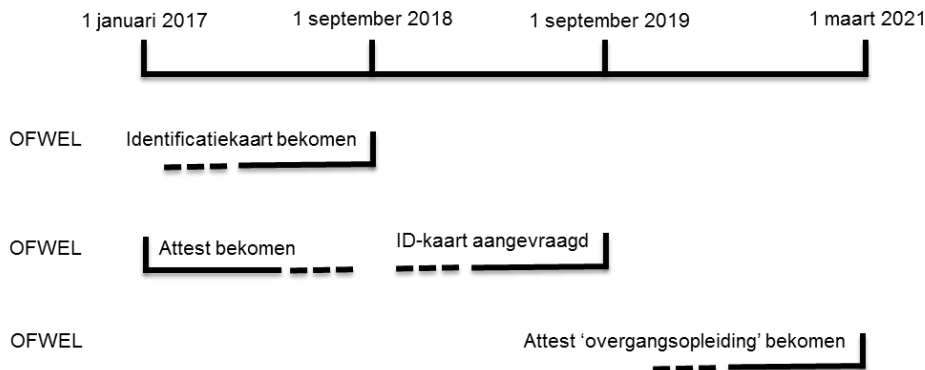 1 januari 2017 1 september 2018 1 september 2019 1 maart 2021
OFWEL Identificatiekaart bekomen
OFWEL Attest bekomen ID-kaart aangevraagd
OFWEL Attest ‘overgangsopleiding’ bekomen